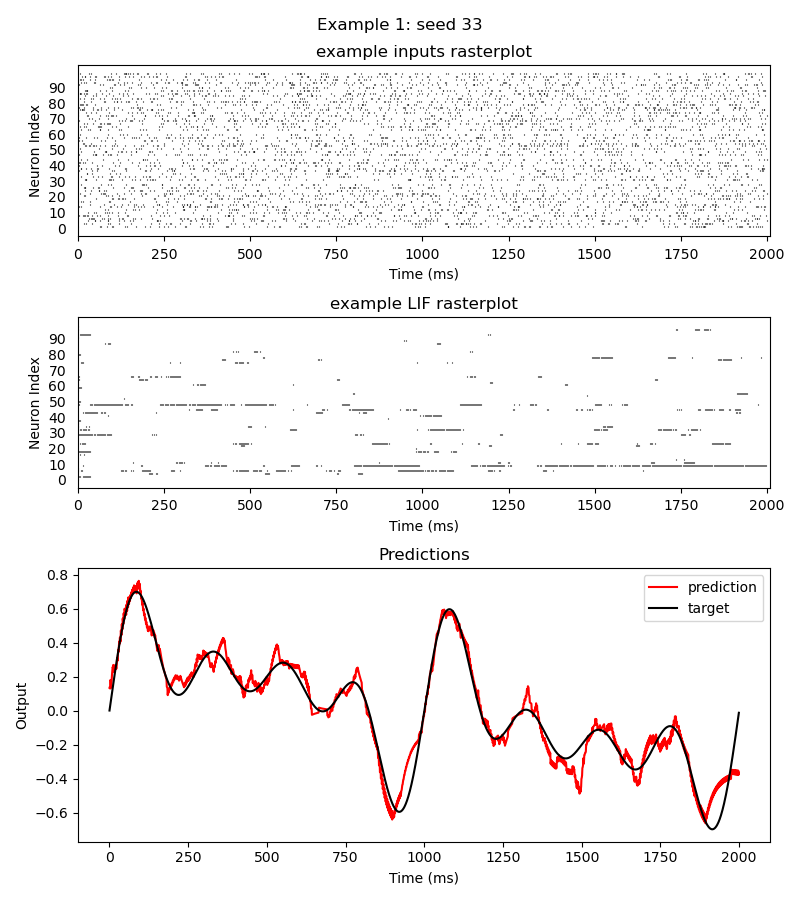 Example 1: seed 33
example inputs rasterplot
Neuron Index
90
80
70
60
50
40
30
20
10
0
0 250 500 750 1000 1250 1500 1750 2000
Time (ms)
example LIF rasterplot
Neuron Index
90
80
70
60
50
40
30
20
10
0
0 250 500 750 1000 1250 1500 1750 2000
Time (ms)
Predictions
Output
0.8
0.6
0.4
0.2
0.0
−0.2
−0.4
−0.6
prediction
target
0 250 500 750 1000 1250 1500 1750 2000
Time (ms)